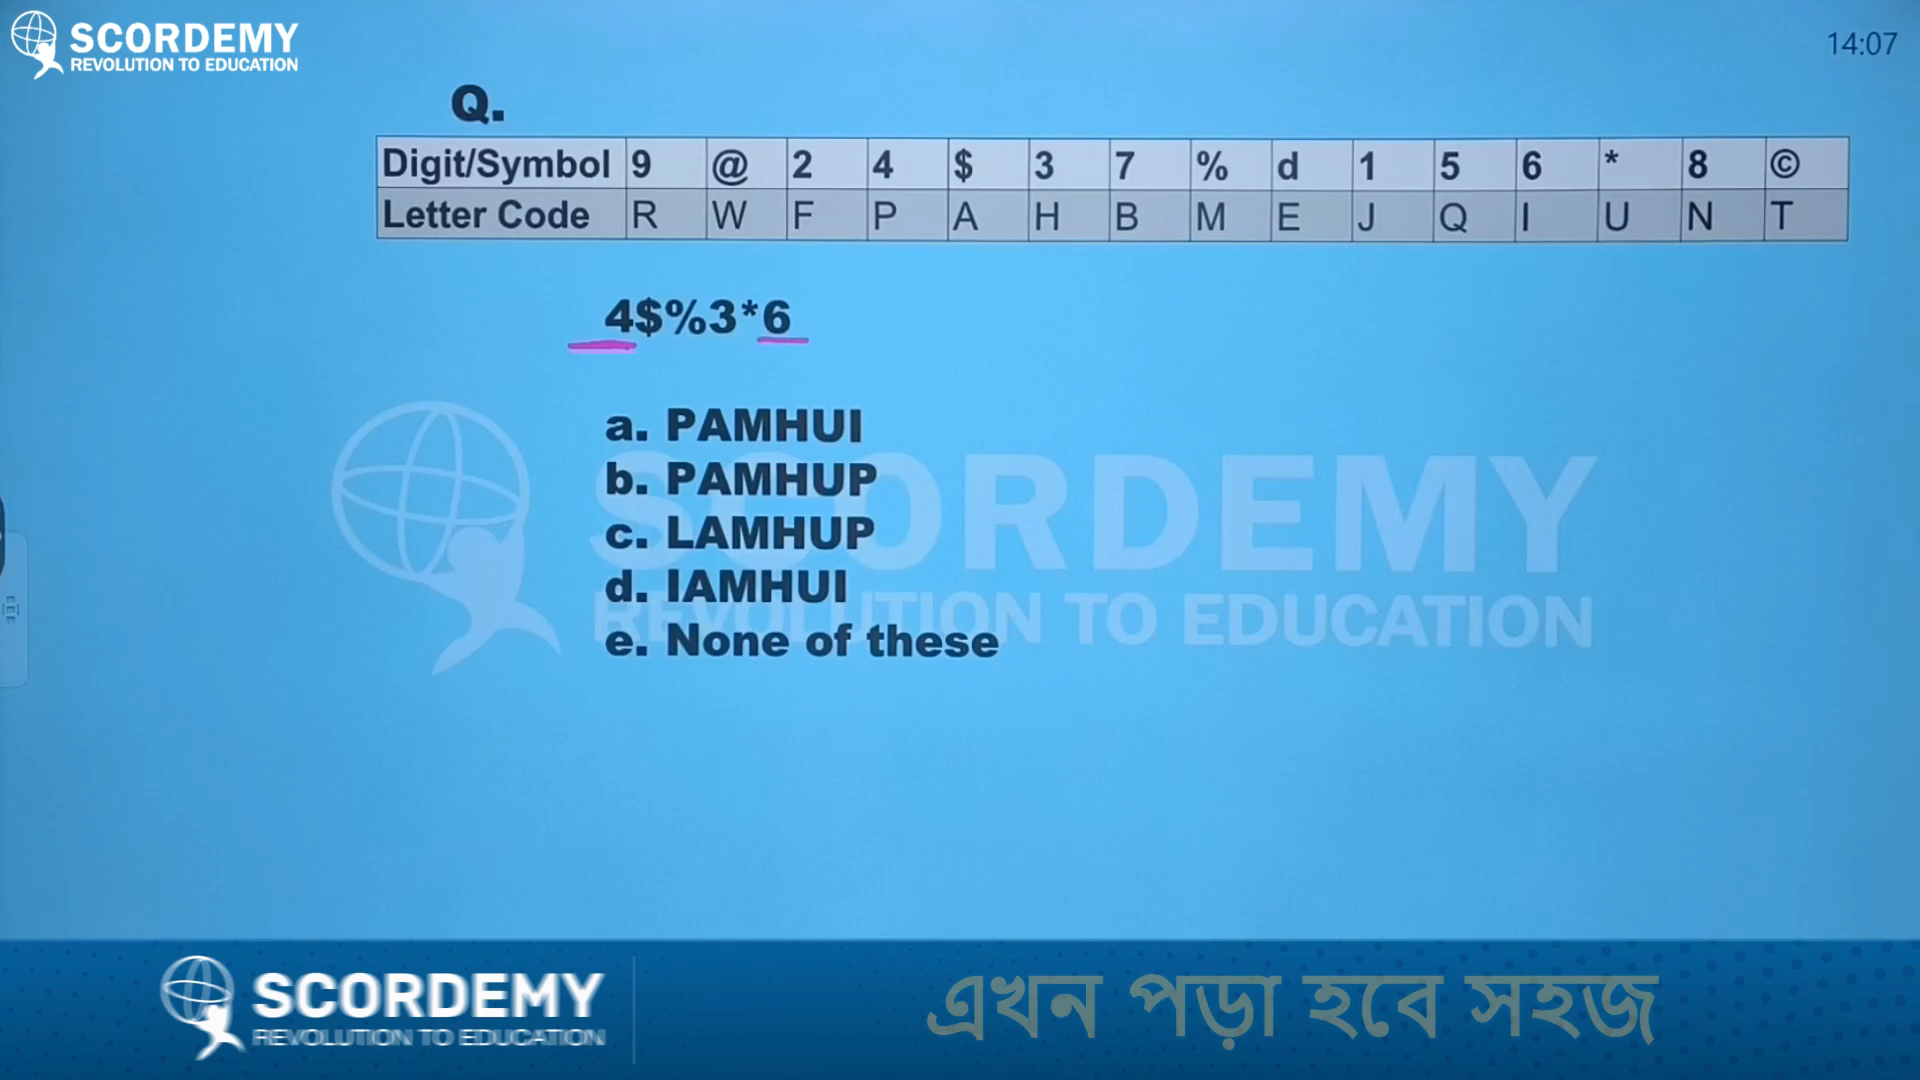 SCORDEMY
REVOLUTION TO EDUCATION
14:07
Q.
Digit/Symbol 9 @ 2 4 $ 3 7 % d 1 5 6 * 8 ©
Letter Code R W F P A H B M E J Q I U N T
4$%3*6
a. PAMHUI
b. PAMHUP
c. LAMHUP
d. IAMHUI
e. None of these
SCORDEMY
REVOLUTION TO EDUCATION
SCORDEMY
REVOLUTION TO EDUCATION
এখন পড়া হবে সহজ